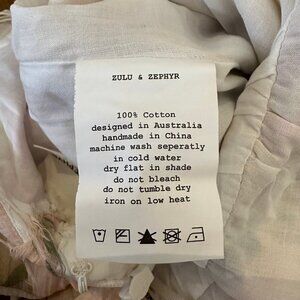 ZULU & ZEPHYR
100% Cotton
designed in Australia
handmade in China
machine wash seperatly
in cold water
dry flat in shade
do not bleach
do not tumble dry
iron on low heat